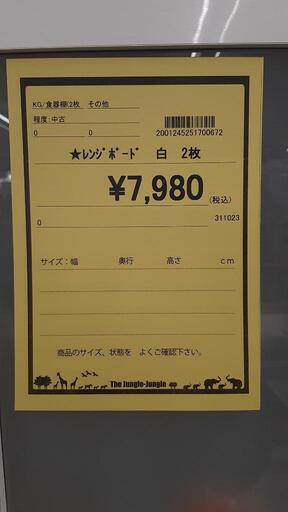 KG/食器棚(2枚 その他
程度:中古
0 0
2001245251700672
★ﾚﾝｼﾞﾎﾞｰﾄﾞ 白 2枚
¥7,980(税込)
0 311023
サイズ:幅 奥行 高さ cm
商品のサイズ、状態を よくご確認下さい。
The Jungle-Jungle